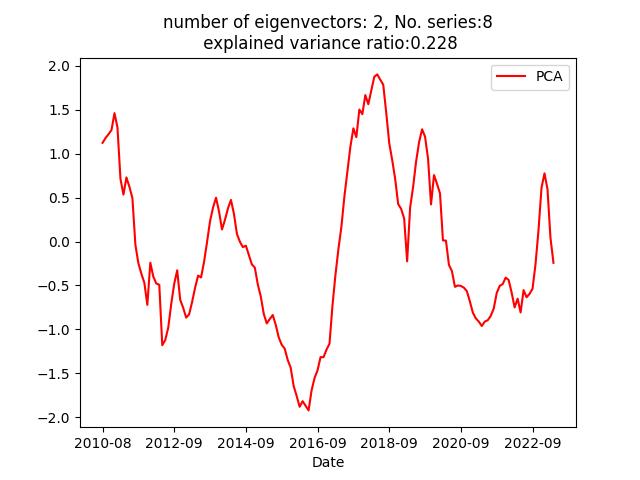 number of eigenvectors: 2, No. series:8
explained variance ratio:0.228
PCA
2.0
1.5
1.0
0.5
0.0
−0.5
−1.0
−1.5
−2.0
2010-08 2012-09 2014-09 2016-09 2018-09 2020-09 2022-09
Date